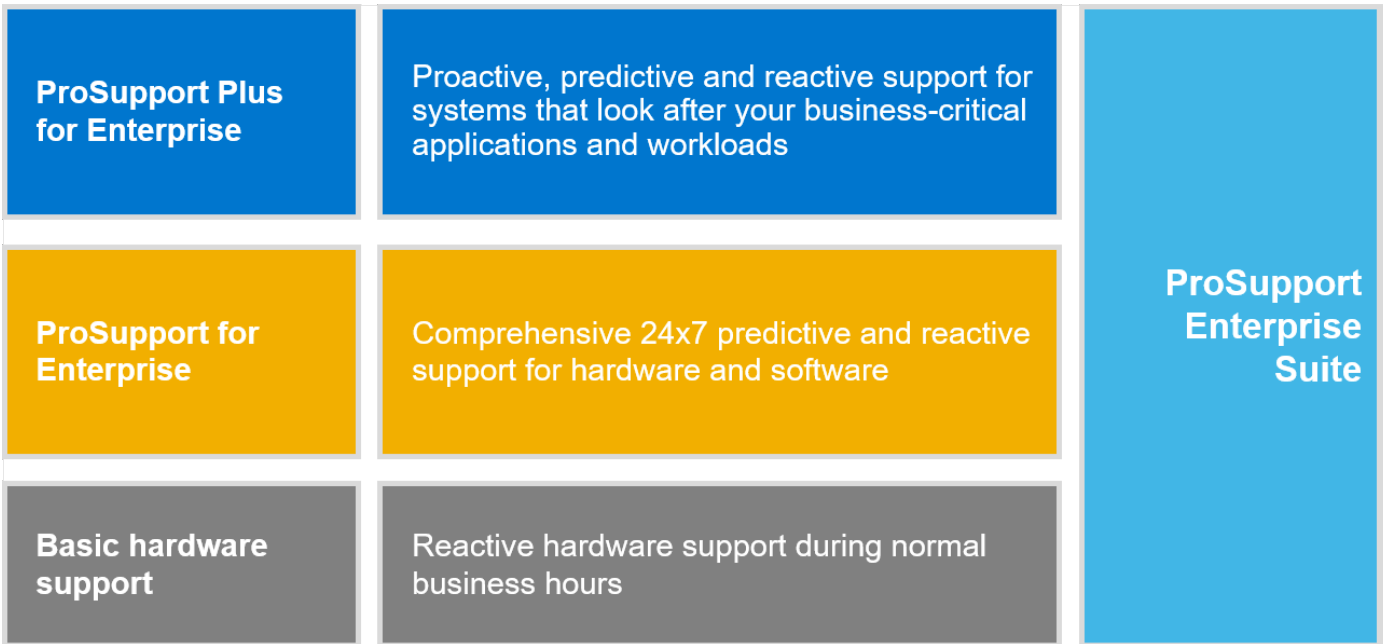 ProSupport Plus
for Enterprise
Proactive, predictive and reactive support for
systems that look after your business-critical
applications and workloads
ProSupport for
Enterprise
Comprehensive 24x7 predictive and reactive
support for hardware and software
Basic hardware
support
Reactive hardware support during normal
business hours
ProSupport
Enterprise
Suite